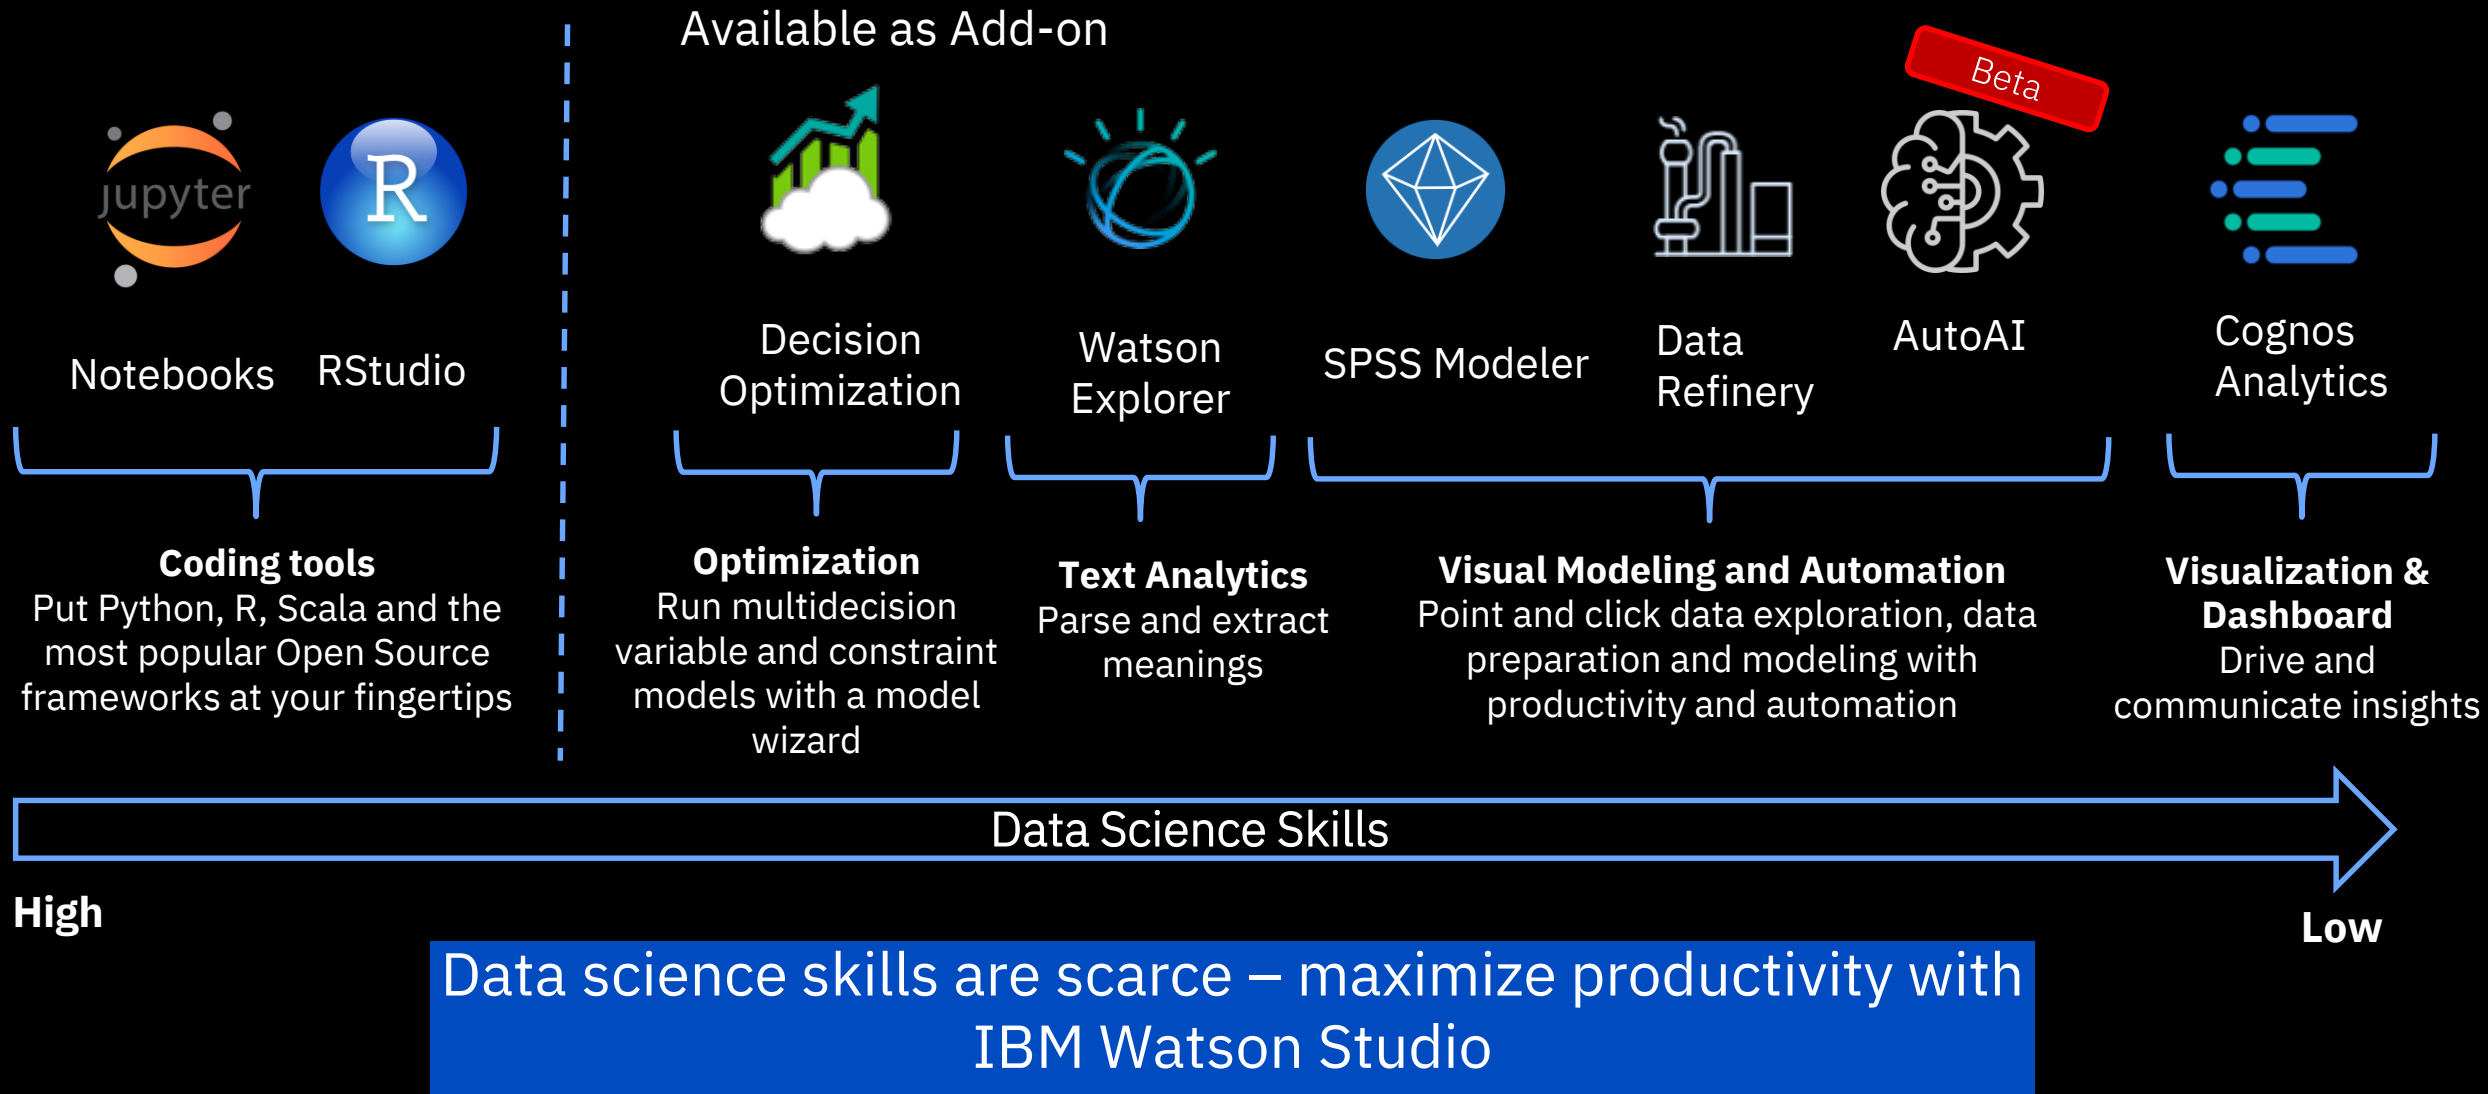 Available as Add-on
Beta
jupyter
R
Notebooks
RStudio
Decision
Optimization
Watson
Explorer
SPSS Modeler
Data
Refinery
AutoAI
Cognos
Analytics
Coding tools
Put Python, R, Scala and the
most popular Open Source
frameworks at your fingertips
Optimization
Run multidecision
variable and constraint
models with a model
wizard
Text Analytics
Parse and extract
meanings
Visual Modeling and Automation
Point and click data exploration, data
preparation and modeling with
productivity and automation
Visualization &
Dashboard
Drive and
communicate insights
Data Science Skills
High
Low
Data science skills are scarce – maximize productivity with
IBM Watson Studio